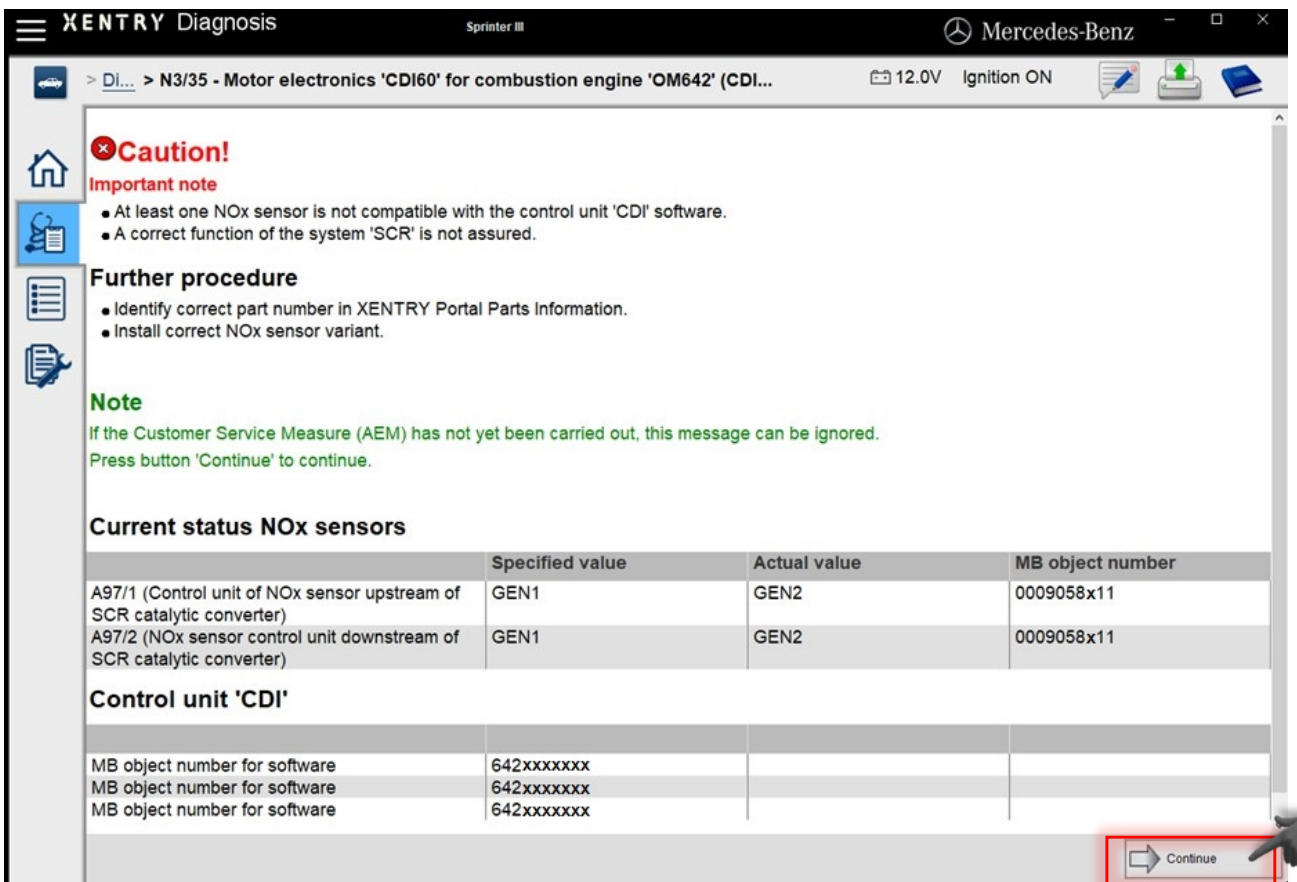 XENTRY Diagnosis
Sprinter III
Mercedes-Benz
> Di... > N3/35 - Motor electronics 'CDI60' for combustion engine 'OM642' (CDI...
12.0V
Ignition ON
Caution!
Important note
• At least one NOx sensor is not compatible with the control unit 'CDI' software.
• A correct function of the system 'SCR' is not assured.
Further procedure
• Identify correct part number in XENTRY Portal Parts Information.
• Install correct NOx sensor variant.
Note
If the Customer Service Measure (AEM) has not yet been carried out, this message can be ignored.
Press button 'Continue' to continue.
Current status NOx sensors
Specified value Actual value MB object number
A97/1 (Control unit of NOx sensor upstream of GEN1 GEN2 0009058x11
SCR catalytic converter)
A97/2 (NOx sensor control unit downstream of GEN1 GEN2 0009058x11
SCR catalytic converter)
Control unit 'CDI'
MB object number for software 642xxxxxxx
MB object number for software 642xxxxxxx
MB object number for software 642xxxxxxx
Continue